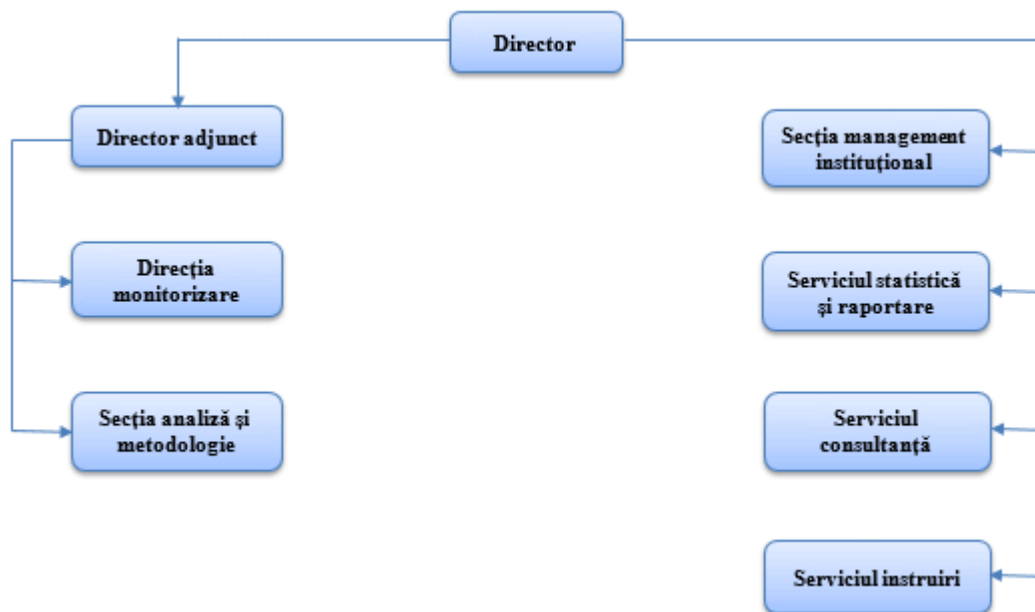 Director
Director adjunct
Direcția
monitorizare
Secția analiză și
metodologie
Secția management
instituțional
Serviciul statistică
și raportare
Serviciul
consultanță
Serviciul instruiri